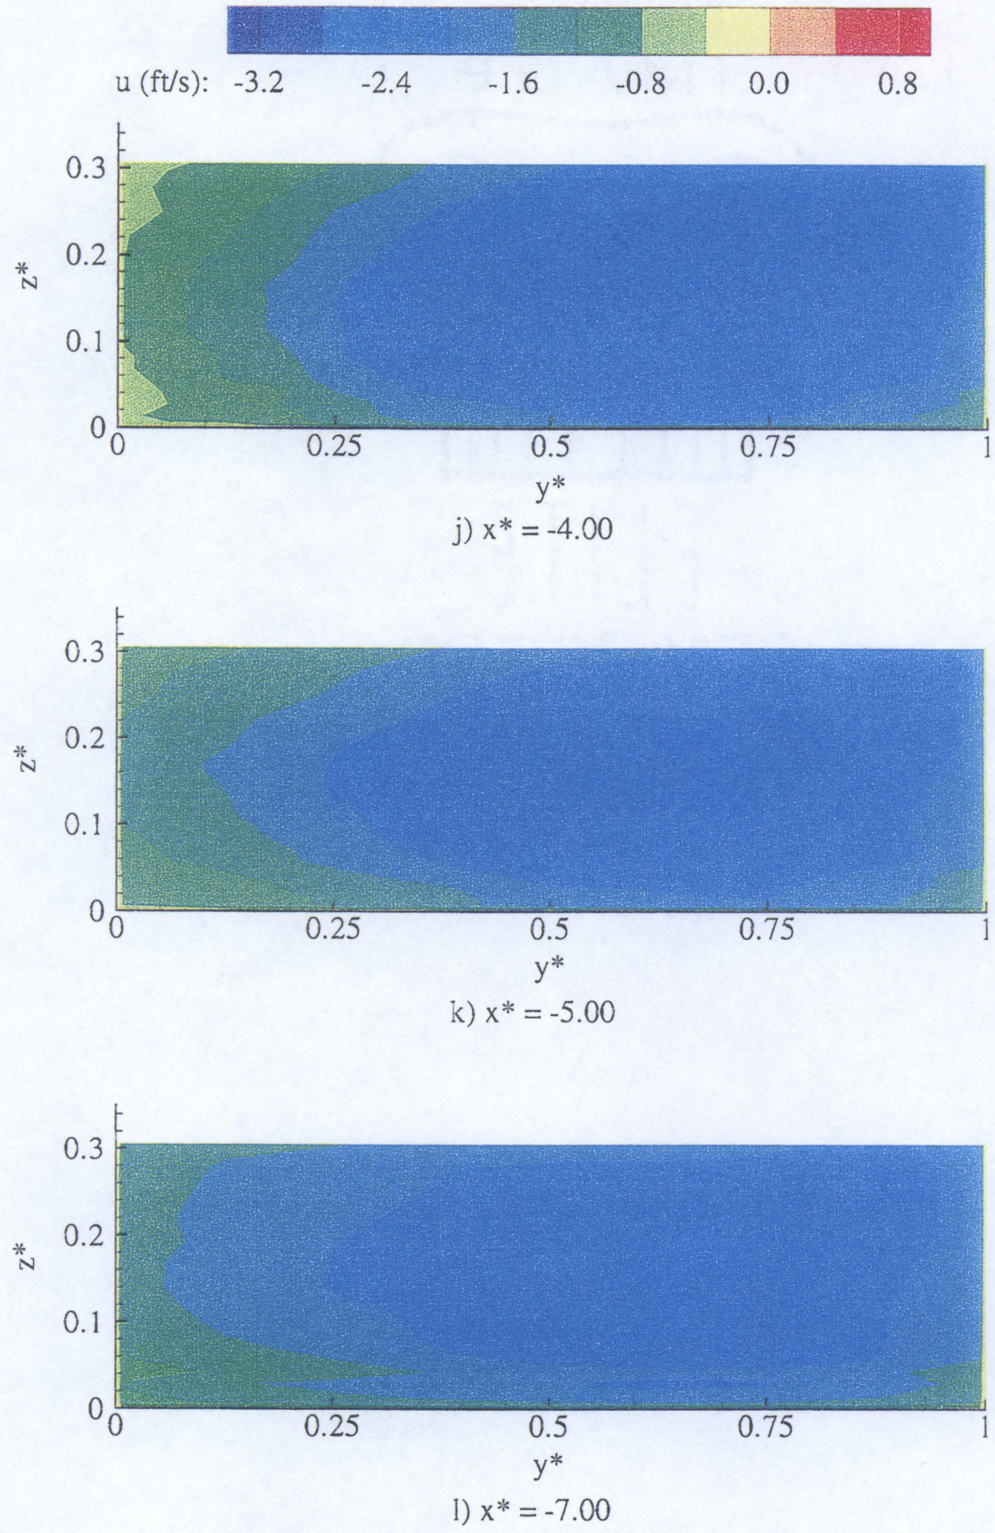 u (ft/s): -3.2 -2.4 -1.6 -0.8 0.0 0.8
0.3
0.2
z*
0.1
0
0 0.25 0.5 0.75 1
y*
j) x* = -4.00
0.3
0.2
z*
0.1
0
0 0.25 0.5 0.75 1
y*
k) x* = -5.00
0.3
0.2
z*
0.1
0
0 0.25 0.5 0.75 1
y*
l) x* = -7.00